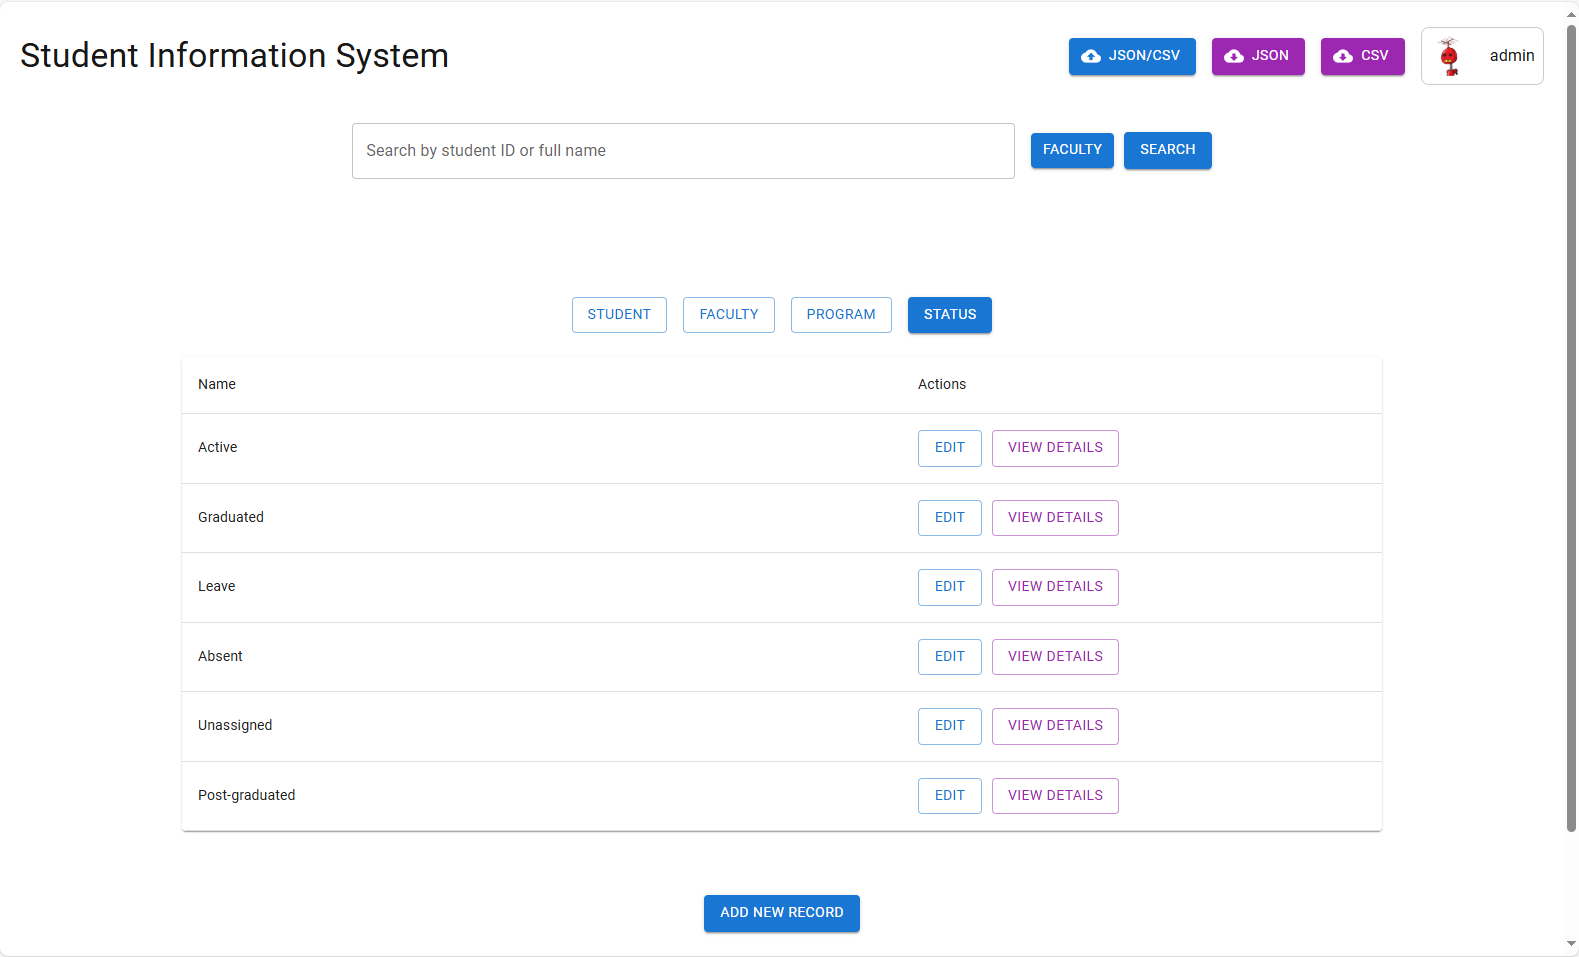 Student Information System
JSON/CSV
JSON
CSV
admin
Search by student ID or full name
FACULTY
SEARCH
STUDENT
FACULTY
PROGRAM
STATUS
Name
Actions
Active
EDIT
VIEW DETAILS
Graduated
EDIT
VIEW DETAILS
Leave
EDIT
VIEW DETAILS
Absent
EDIT
VIEW DETAILS
Unassigned
EDIT
VIEW DETAILS
Post-graduated
EDIT
VIEW DETAILS
ADD NEW RECORD